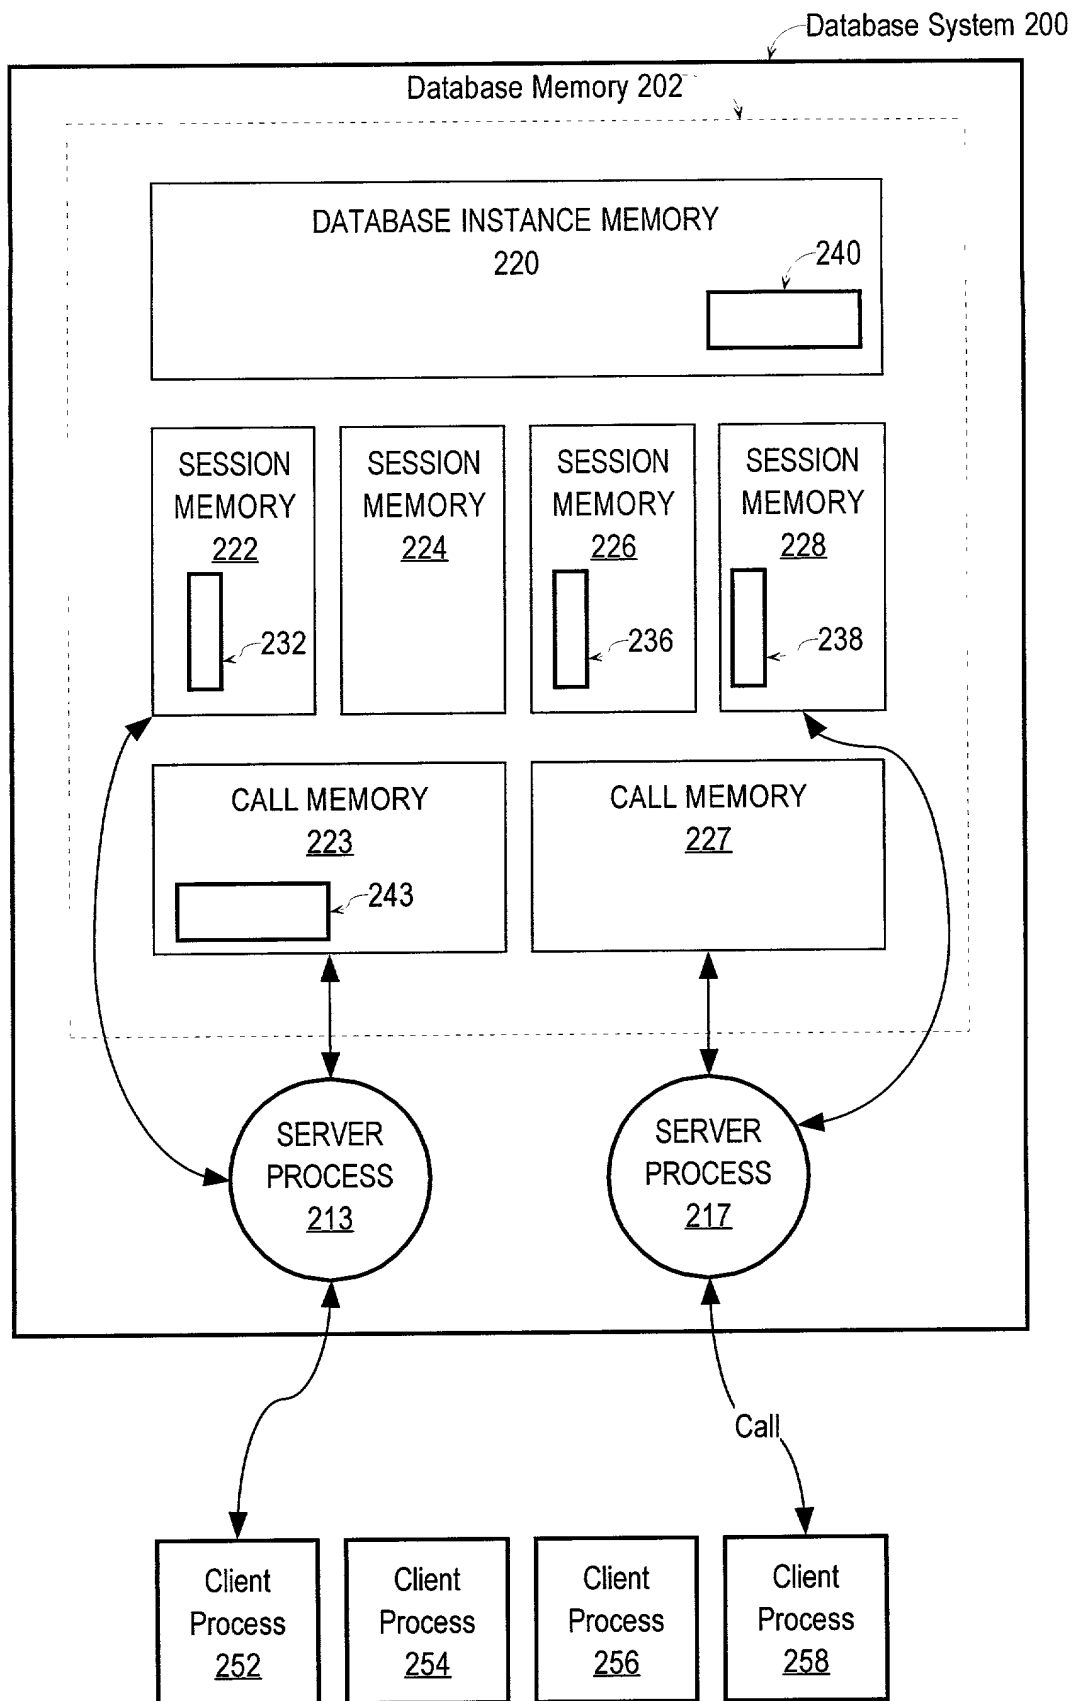 Database System 200
Database Memory 202
DATABASE INSTANCE MEMORY
220
240
SESSION
MEMORY
222
232
SESSION
MEMORY
224
SESSION
MEMORY
226
236
SESSION
MEMORY
228
238
CALL MEMORY
223
243
CALL MEMORY
227
SERVER
PROCESS
213
SERVER
PROCESS
217
Call
Client
Process
252
Client
Process
254
Client
Process
256
Client
Process
258